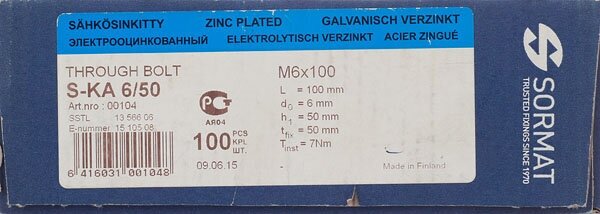 SÄHKÖSINKITTY ZINC PLATED GALVANISCH VERZINKT
ЭЛЕКТРООЦИНКОВАННЫЙ ELEKTROLYTISCH VERZINKT ACIER ZINGUÉ
THROUGH BOLT
S-KA 6/50
Art.nro : 00104
SSTL 13 566 06
E-nummer 15 105 08
6 416031 001048
РСТ
АЯ04
100 PCS
KPL
ШТ.
09.06.15
M6x100
L = 100 mm
d0 = 6 mm
h1 = 50 mm
tfix = 50 mm
Tinst = 7Nm
Made in Finland
SORMAT
TRUSTED FIXINGS SINCE 1970